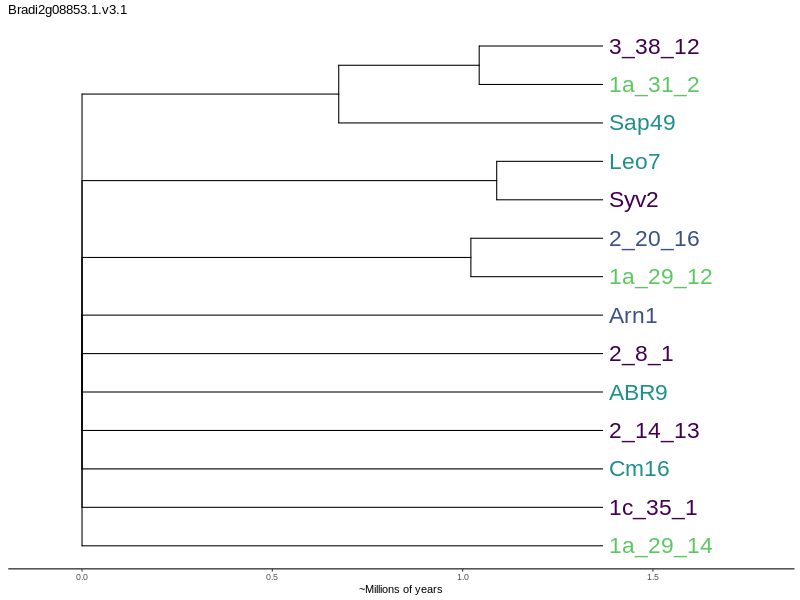 Bradi2g08853.1.v3.1
3_38_12
1a_31_2
Sap49
Leo7
Syv2
2_20_16
1a_29_12
Arn1
2_8_1
ABR9
2_14_13
Cm16
1c_35_1
1a_29_14
0.0 0.5 1.0 1.5
~Millions of years